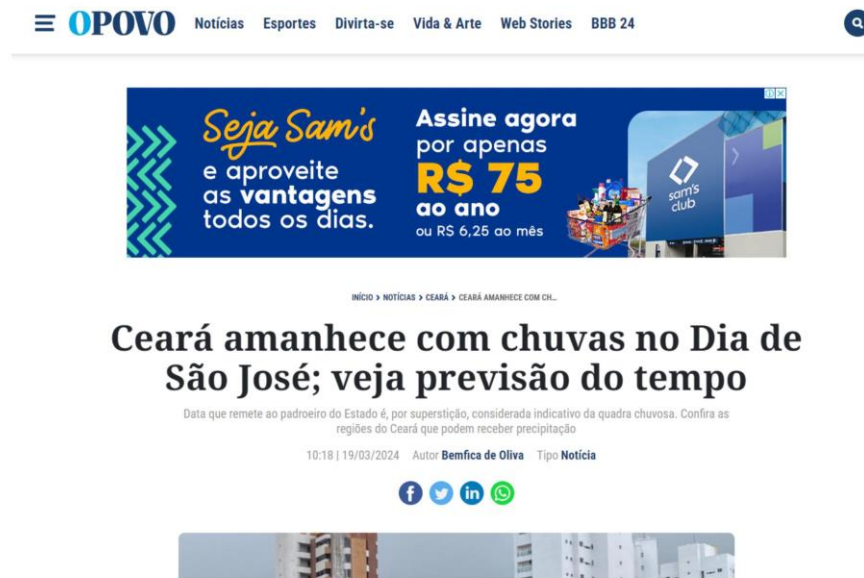 OPOVO Notícias Esportes Divirta-se Vida & Arte Web Stories BBB 24
Seja Sam's
e aproveite
as vantagens
todos os dias.
Assine agora
por apenas
R$ 75
ao ano
ou R$ 6,25 ao mês
sam's
club
INÍCIO > NOTÍCIAS > CEARÁ > CEARÁ AMANHECE COM CH...
Ceará amanhece com chuvas no Dia de
São José; veja previsão do tempo
Data que remete ao padroeiro do Estado é, por superstição, considerada indicativo da quadra chuvosa. Confira as
regiões do Ceará que podem receber precipitação
10:18 | 19/03/2024 Autor Bemfica de Oliva Tipo Notícia